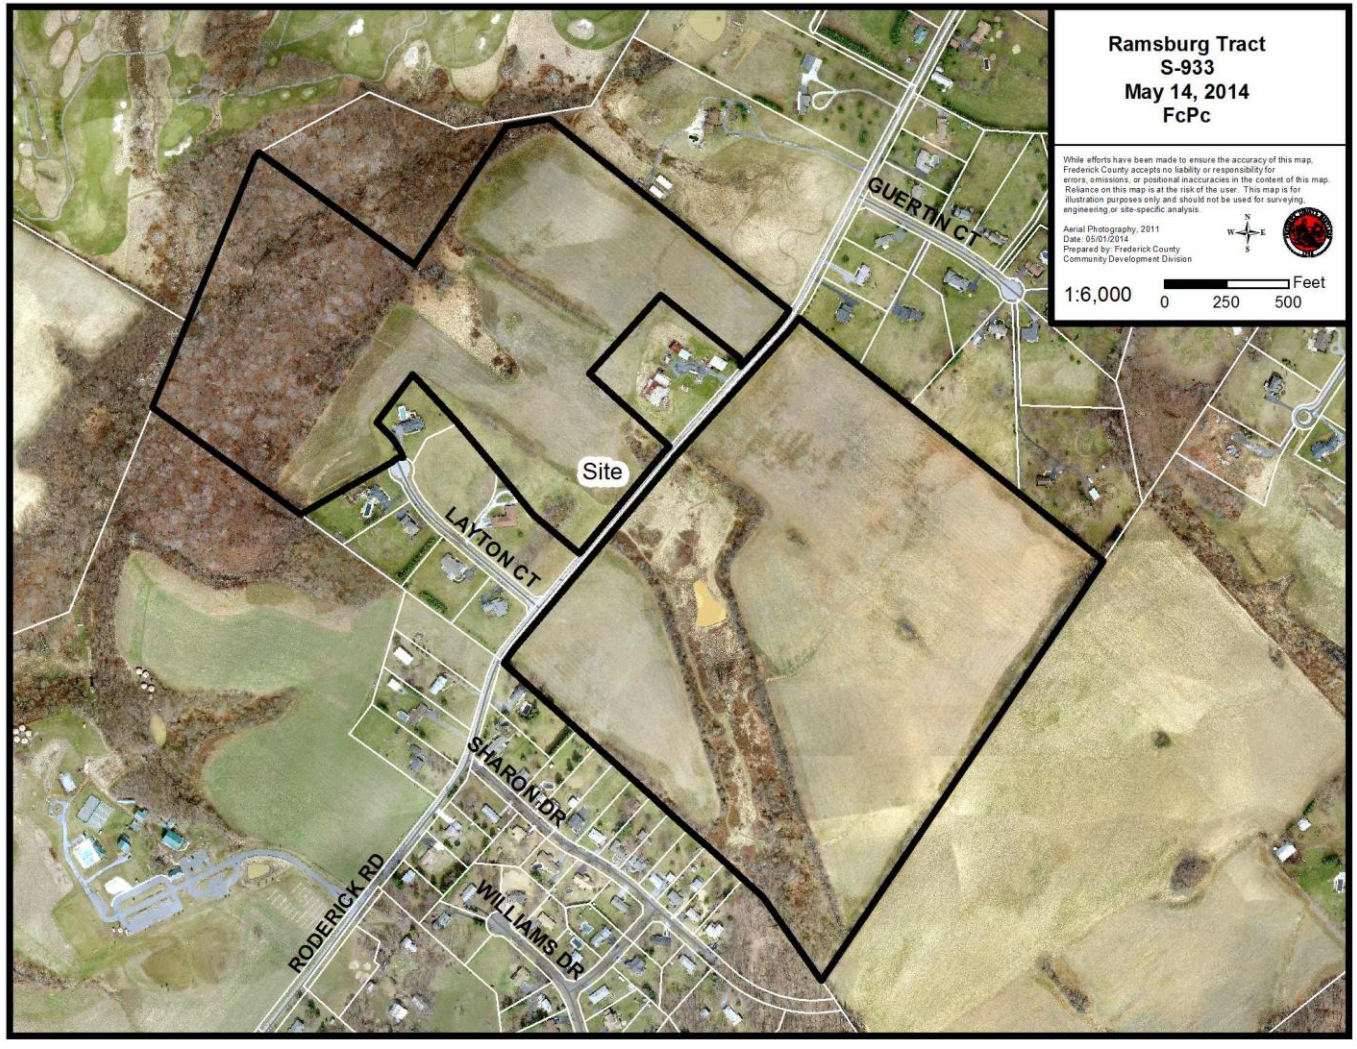 Ramsburg Tract
S-933
May 14, 2014
FcPc
While efforts have been made to ensure the accuracy of this map,
Frederick County accepts no liability or responsibility for
errors, omissions, or positional inaccuracies in the content of this map.
Reliance on this map is at the risk of the user. This map is for
illustration purposes only and should not be used for surveying,
engineering, or site-specific analysis.
Aerial Photography, 2011
Date: 05/01/2014
Prepared by: Frederick County
Community Development Division
N
W E
S
1:6,000
Feet
0 250 500
GUERTIN CT
Site
LAYTON CT
SHARON DR
WILLIAMS DR
RODERICK RD